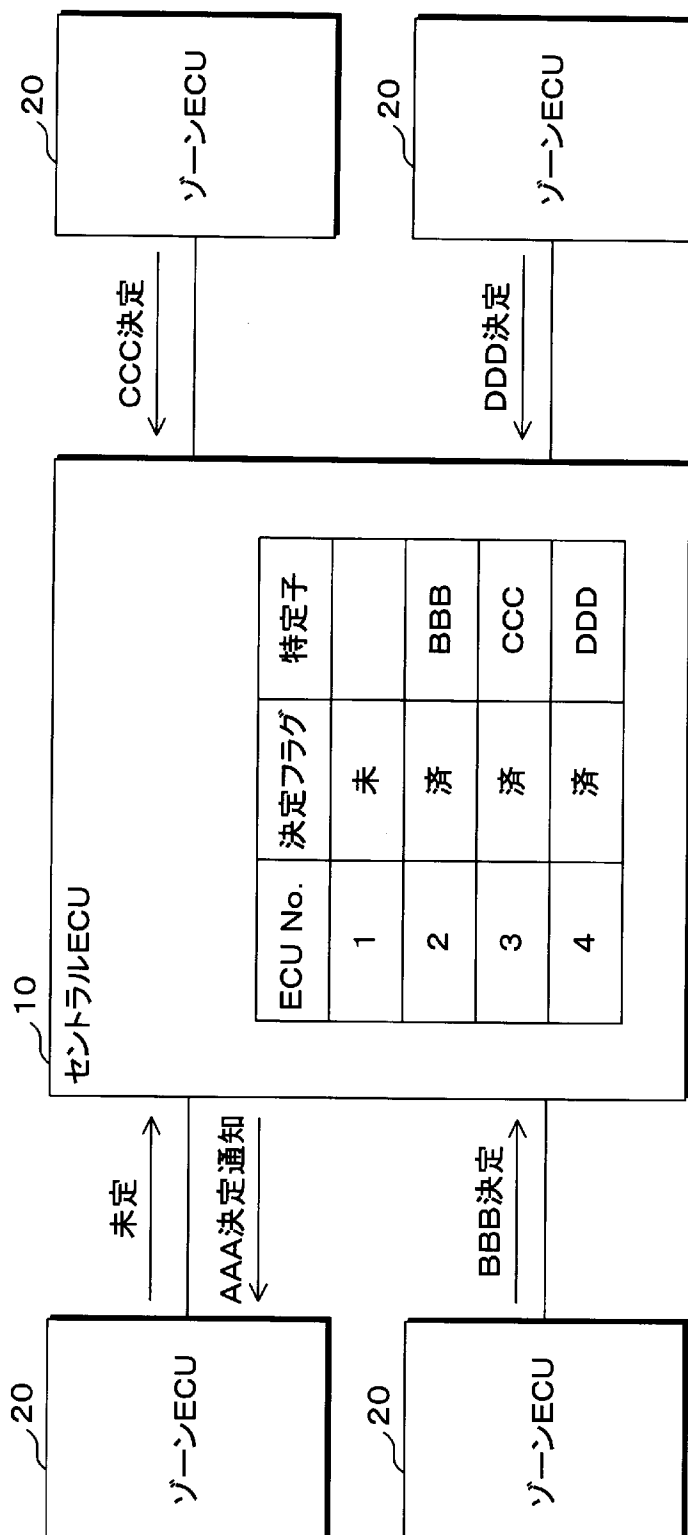 20
ゾーンECU
未定
AAA決定通知
20
ゾーンECU
BBB決定
10
セントラルECU
ECU No. 決定フラグ 特定子
1 未
2 済 BBB
3 済 CCC
4 済 DDD
CCC決定
20
ゾーンECU
DDD決定
20
ゾーンECU